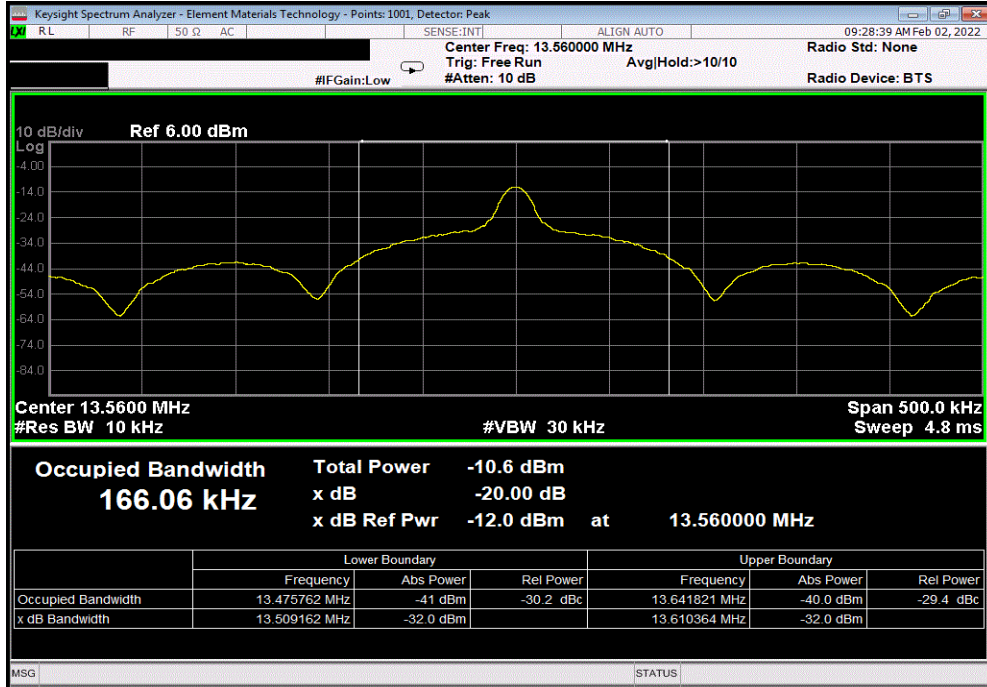 Keysight Spectrum Analyzer - Element Materials Technology - Points: 1001, Detector: Peak
LXI RL RF 50 Ω AC SENSE:INT ALIGN AUTO 09:28:39 AM Feb 02, 2022
Center Freq: 13.560000 MHz Radio Std: None
Trig: Free Run Avg|Hold:>10/10
#IFGain:Low #Atten: 10 dB Radio Device: BTS
10 dB/div Ref 6.00 dBm
Log
-4.00
-14.0
-24.0
-34.0
-44.0
-54.0
-64.0
-74.0
-84.0
Center 13.5600 MHz Span 500.0 kHz
#Res BW 10 kHz #VBW 30 kHz Sweep 4.8 ms
Occupied Bandwidth Total Power -10.6 dBm
166.06 kHz x dB -20.00 dB
x dB Ref Pwr -12.0 dBm at 13.560000 MHz
Lower Boundary Upper Boundary
Frequency Abs Power Rel Power Frequency Abs Power Rel Power
Occupied Bandwidth 13.475762 MHz -41 dBm -30.2 dBc 13.641821 MHz -40.0 dBm -29.4 dBc
x dB Bandwidth 13.509162 MHz -32.0 dBm 13.610364 MHz -32.0 dBm
MSG STATUS